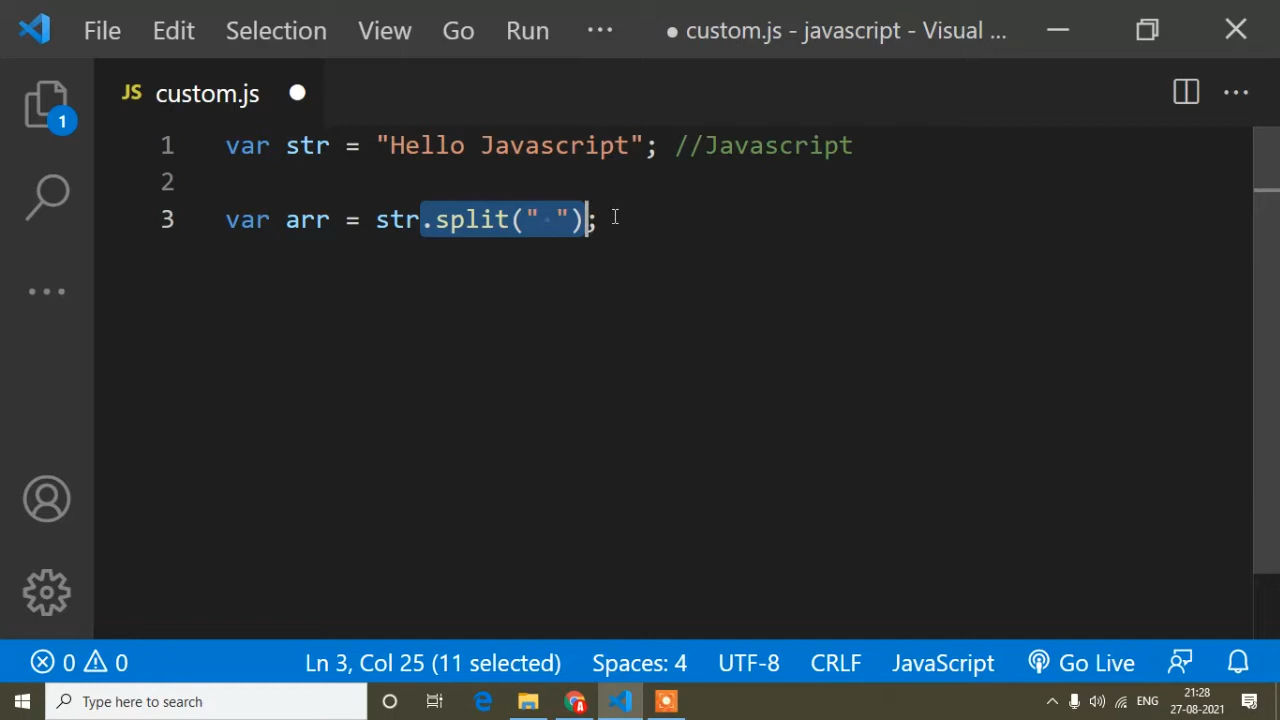 File Edit Selection View Go Run ··· ● custom.js - javascript - Visual ...
JS custom.js ●
1
1 var str = "Hello Javascript"; //Javascript
2
3 var arr = str.split(" ");
0 0 Ln 3, Col 25 (11 selected) Spaces: 4 UTF-8 CRLF JavaScript Go Live
Type here to search
A
ENG
21:28
27-08-2021